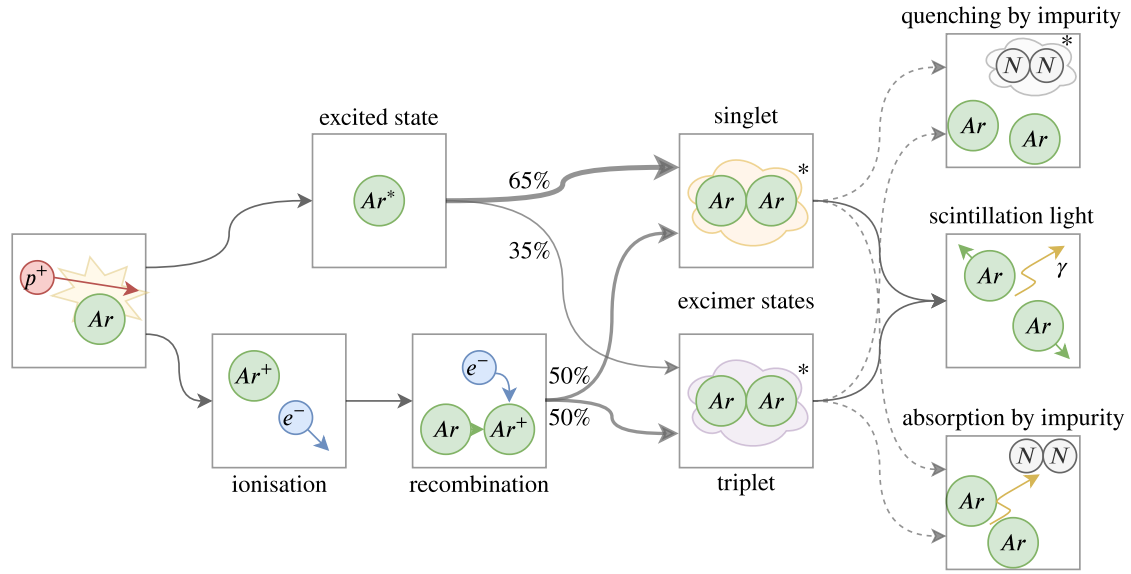 quenching by impurity
*
N N
Ar
Ar
excited state
Ar*
singlet
*
Ar Ar
65%
35%
scintillation light
Ar
γ
Ar
p+
Ar
excimer states
Ar+
e−
e−
Ar Ar+
50%
50%
*
Ar Ar
absorption by impurity
N N
Ar
Ar
ionisation
recombination
triplet